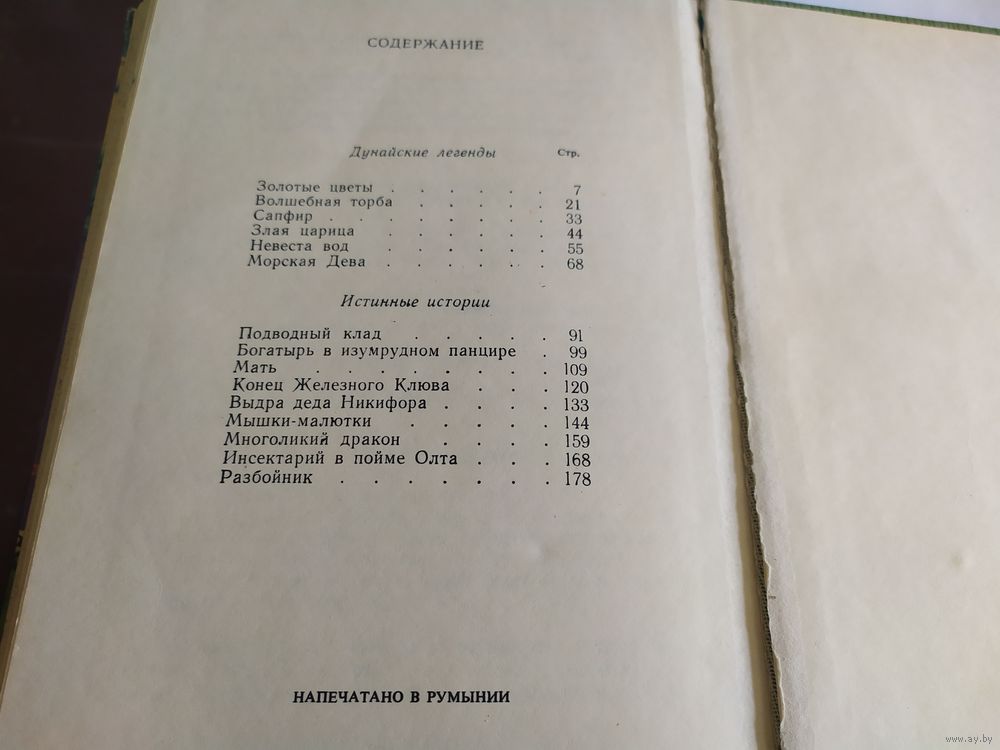 СОДЕРЖАНИЕ
Дунайские легенды Стр.
Золотые цветы . . . . . . 7
Волшебная торба . . . . . 21
Сапфир . . . . . . . . 33
Злая царица . . . . . . 44
Невеста вод . . . . . . 55
Морская Дева . . . . . . 68
Истинные истории
Подводный клад . . . . . 91
Богатырь в изумрудном панцире . 99
Мать . . . . . . . 109
Конец Железного Клюва . . . 120
Выдра деда Никифора . . . . 133
Мышки-малютки . . . . . 144
Многоликий дракон . . . . 159
Инсектарий в пойме Олта . . . 168
Разбойник . . . . . . . 178
НАПЕЧАТАНО В РУМЫНИИ
www.ay.by